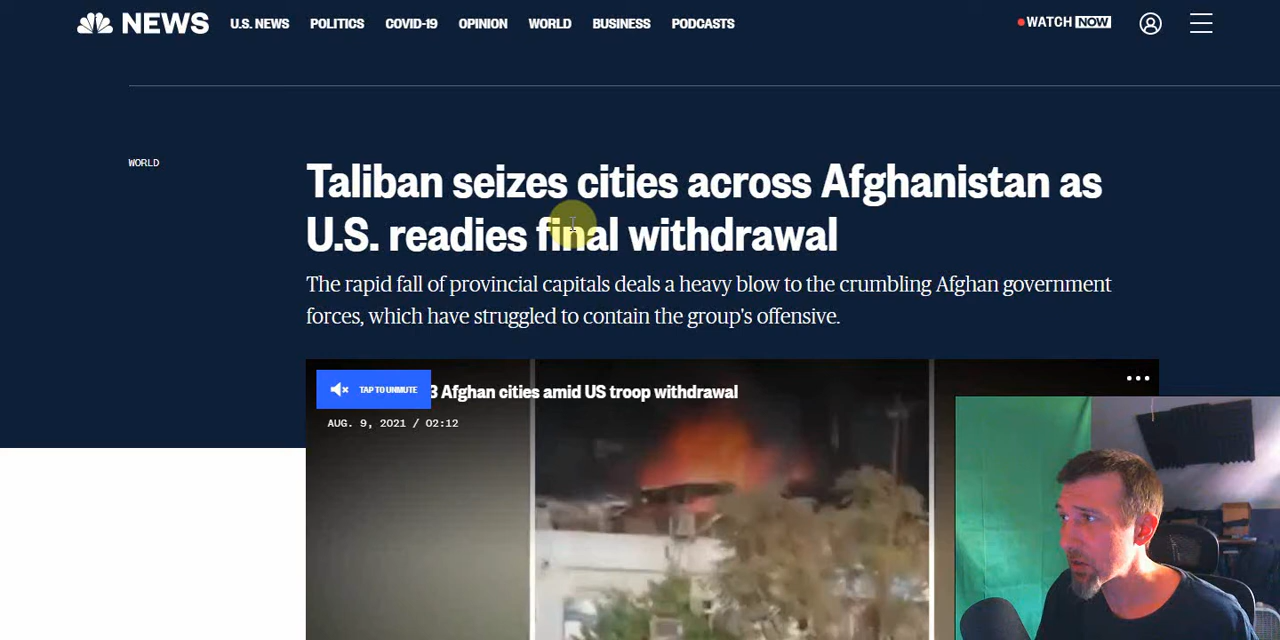 NEWS U.S. NEWS POLITICS COVID-19 OPINION WORLD BUSINESS PODCASTS WATCH NOW
WORLD
Taliban seizes cities across Afghanistan as
U.S. readies final withdrawal
The rapid fall of provincial capitals deals a heavy blow to the crumbling Afghan government
forces, which have struggled to contain the group's offensive.
TAP TO UNMUTE
3 Afghan cities amid US troop withdrawal
AUG. 9, 2021 / 02:12